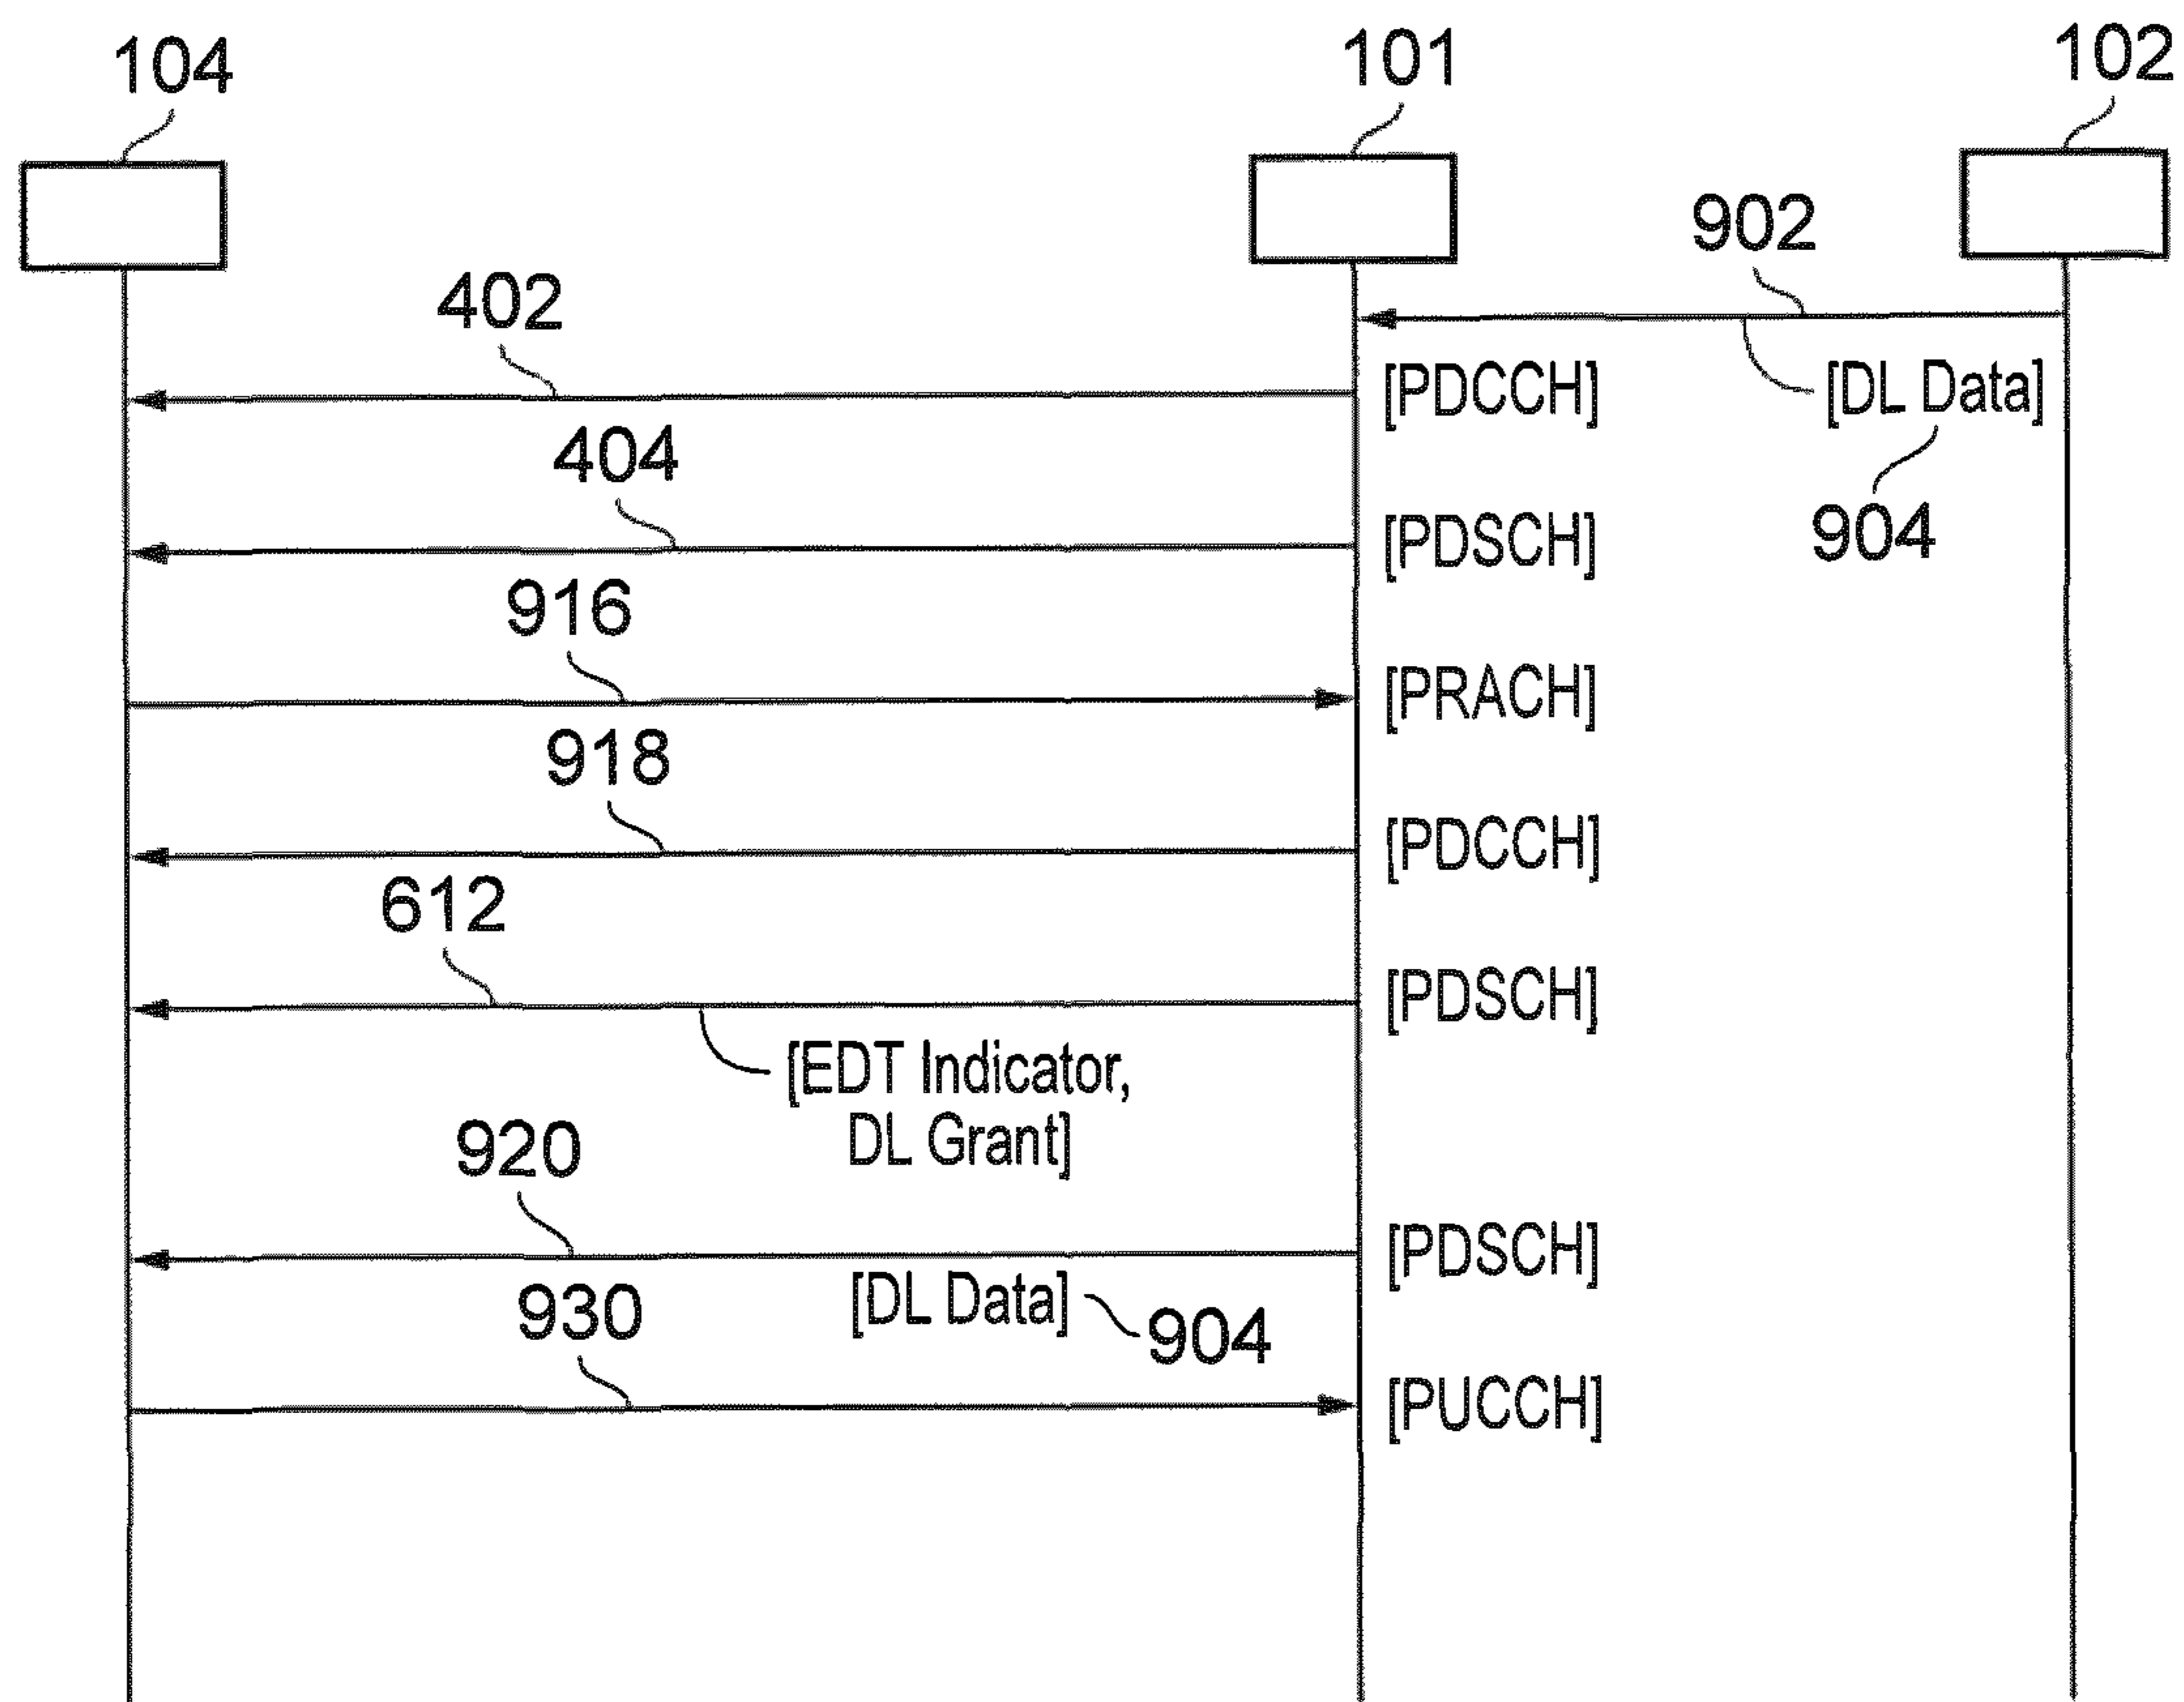 104
101
102
902
402
[PDCCH]
[DL Data]
404
904
[PDSCH]
916
[PRACH]
918
[PDCCH]
612
[PDSCH]
[EDT Indicator,
DL Grant]
920
[PDSCH]
[DL Data]
904
930
[PUCCH]